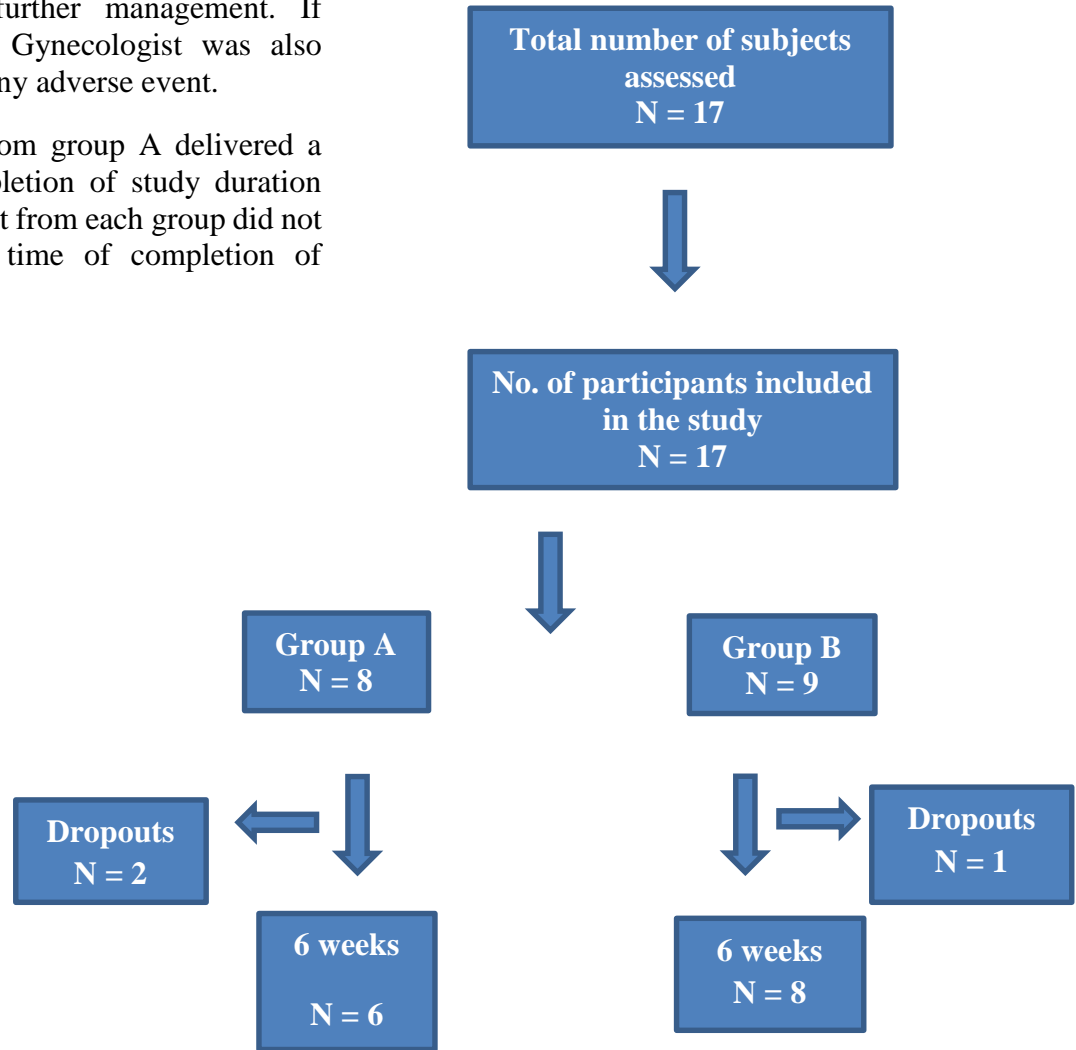 further management. If
Gynecologist was also
ny adverse event.
om group A delivered a
letion of study duration
t from each group did not
time of completion of
Total number of subjects
assessed
N = 17
No. of participants included
in the study
N = 17
Group A
N = 8
Group B
N = 9
Dropouts
N = 2
Dropouts
N = 1
6 weeks
N = 6
6 weeks
N = 8